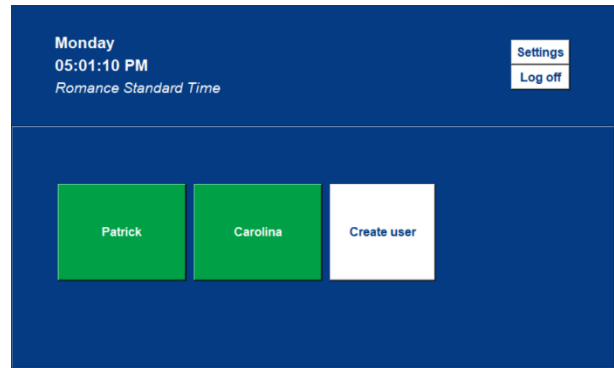 Monday
05:01:10 PM
Romance Standard Time
Settings
Log off
Patrick
Carolina
Create user